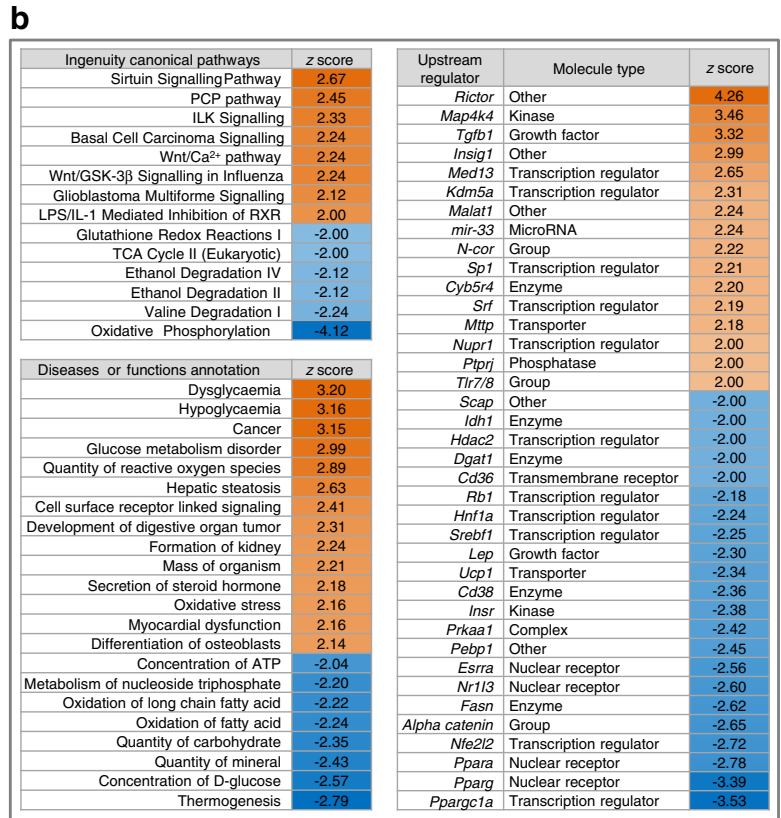 b
Ingenuity canonical pathways z score
Sirtuin Signalling Pathway 2.67
PCP pathway 2.45
ILK Signalling 2.33
Basal Cell Carcinoma Signalling 2.24
Wnt/Ca²⁺ pathway 2.24
Wnt/GSK-3β Signalling in Influenza 2.24
Glioblastoma Multiforme Signalling 2.12
LPS/IL-1 Mediated Inhibition of RXR 2.00
Glutathione Redox Reactions I -2.00
TCA Cycle II (Eukaryotic) -2.00
Ethanol Degradation IV -2.12
Ethanol Degradation II -2.12
Valine Degradation I -2.24
Oxidative Phosphorylation -4.12
Diseases or functions annotation z score
Dysglycaemia 3.20
Hypoglycaemia 3.16
Cancer 3.15
Glucose metabolism disorder 2.99
Quantity of reactive oxygen species 2.89
Hepatic steatosis 2.63
Cell surface receptor linked signaling 2.41
Development of digestive organ tumor 2.31
Formation of kidney 2.24
Mass of organism 2.21
Secretion of steroid hormone 2.18
Oxidative stress 2.16
Myocardial dysfunction 2.16
Differentiation of osteoblasts 2.14
Concentration of ATP -2.04
Metabolism of nucleoside triphosphate -2.20
Oxidation of long chain fatty acid -2.22
Oxidation of fatty acid -2.24
Quantity of carbohydrate -2.35
Quantity of mineral -2.43
Concentration of D-glucose -2.57
Thermogenesis -2.79
Upstream regulator Molecule type z score
Rictor Other 4.26
Map4k4 Kinase 3.46
Tgfb1 Growth factor 3.32
Insig1 Other 2.99
Med13 Transcription regulator 2.65
Kdm5a Transcription regulator 2.31
Malat1 Other 2.24
mir-33 MicroRNA 2.24
N-cor Group 2.22
Sp1 Transcription regulator 2.21
Cyb5r4 Enzyme 2.20
Srf Transcription regulator 2.19
Mttp Transporter 2.18
Nupr1 Transcription regulator 2.00
Ptprj Phosphatase 2.00
Tlr7/8 Group 2.00
Scap Other -2.00
Idh1 Enzyme -2.00
Hdac2 Transcription regulator -2.00
Dgat1 Enzyme -2.00
Cd36 Transmembrane receptor -2.00
Rb1 Transcription regulator -2.18
Hnf1a Transcription regulator -2.24
Srebf1 Transcription regulator -2.25
Lep Growth factor -2.30
Ucp1 Transporter -2.34
Cd38 Enzyme -2.36
Insr Kinase -2.38
Prkaa1 Complex -2.42
Pebp1 Other -2.45
Esrra Nuclear receptor -2.56
Nr1l3 Nuclear receptor -2.60
Fasn Enzyme -2.62
Alpha catenin Group -2.65
Nfe2l2 Transcription regulator -2.72
Ppara Nuclear receptor -2.78
Pparg Nuclear receptor -3.39
Ppargc1a Transcription regulator -3.53